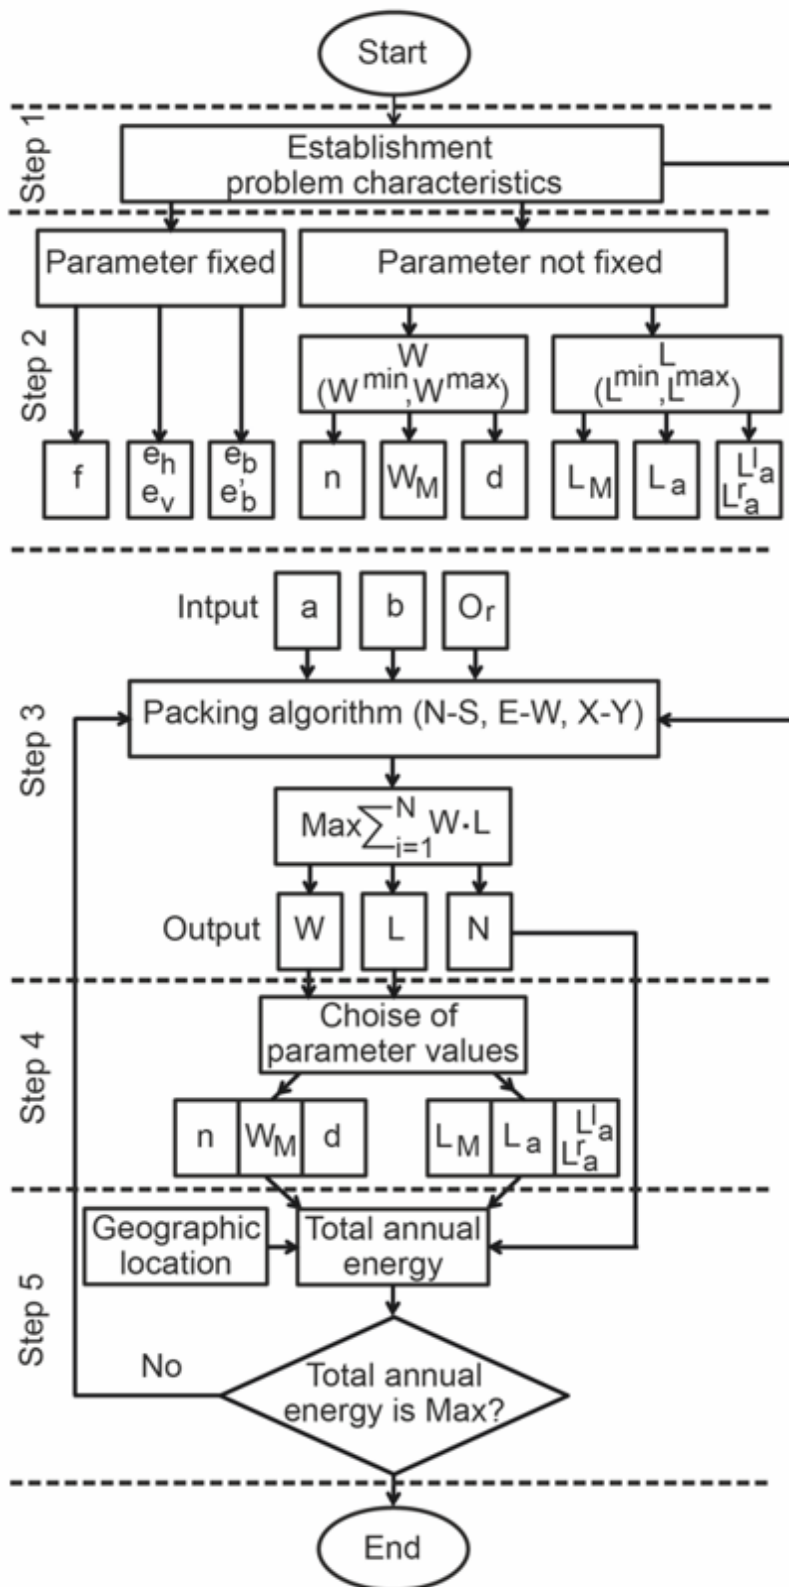 Start
Step 1
Establishment
problem characteristics
Step 2
Parameter fixed
Parameter not fixed
W
(W^min,W^max)
L
(L^min,L^max)
f
e_h
e_v
e_b
e'_b
n
W_M
d
L_M
L_a
L^l_a
L^r_a
Step 3
Intput
a
b
O_r
Packing algorithm (N-S, E-W, X-Y)
Max∑^N_i=1 W·L
Output
W
L
N
Step 4
Choise of
parameter values
n
W_M
d
L_M
L_a
L^l_a
L^r_a
Step 5
Geographic
location
Total annual
energy
No
Total annual
energy is Max?
End